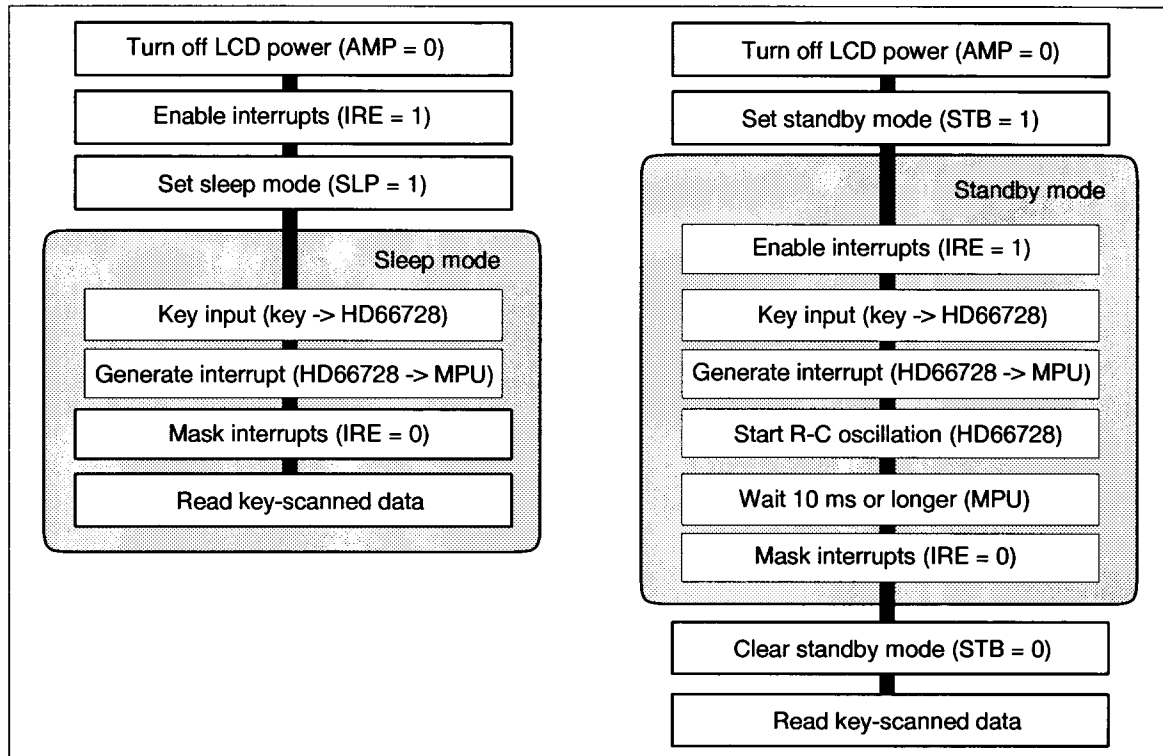 Turn off LCD power (AMP = 0)
Enable interrupts (IRE = 1)
Set sleep mode (SLP = 1)
Sleep mode
Key input (key -> HD66728)
Generate interrupt (HD66728 -> MPU)
Mask interrupts (IRE = 0)
Read key-scanned data
Turn off LCD power (AMP = 0)
Set standby mode (STB = 1)
Standby mode
Enable interrupts (IRE = 1)
Key input (key -> HD66728)
Generate interrupt (HD66728 -> MPU)
Start R-C oscillation (HD66728)
Wait 10 ms or longer (MPU)
Mask interrupts (IRE = 0)
Clear standby mode (STB = 0)
Read key-scanned data